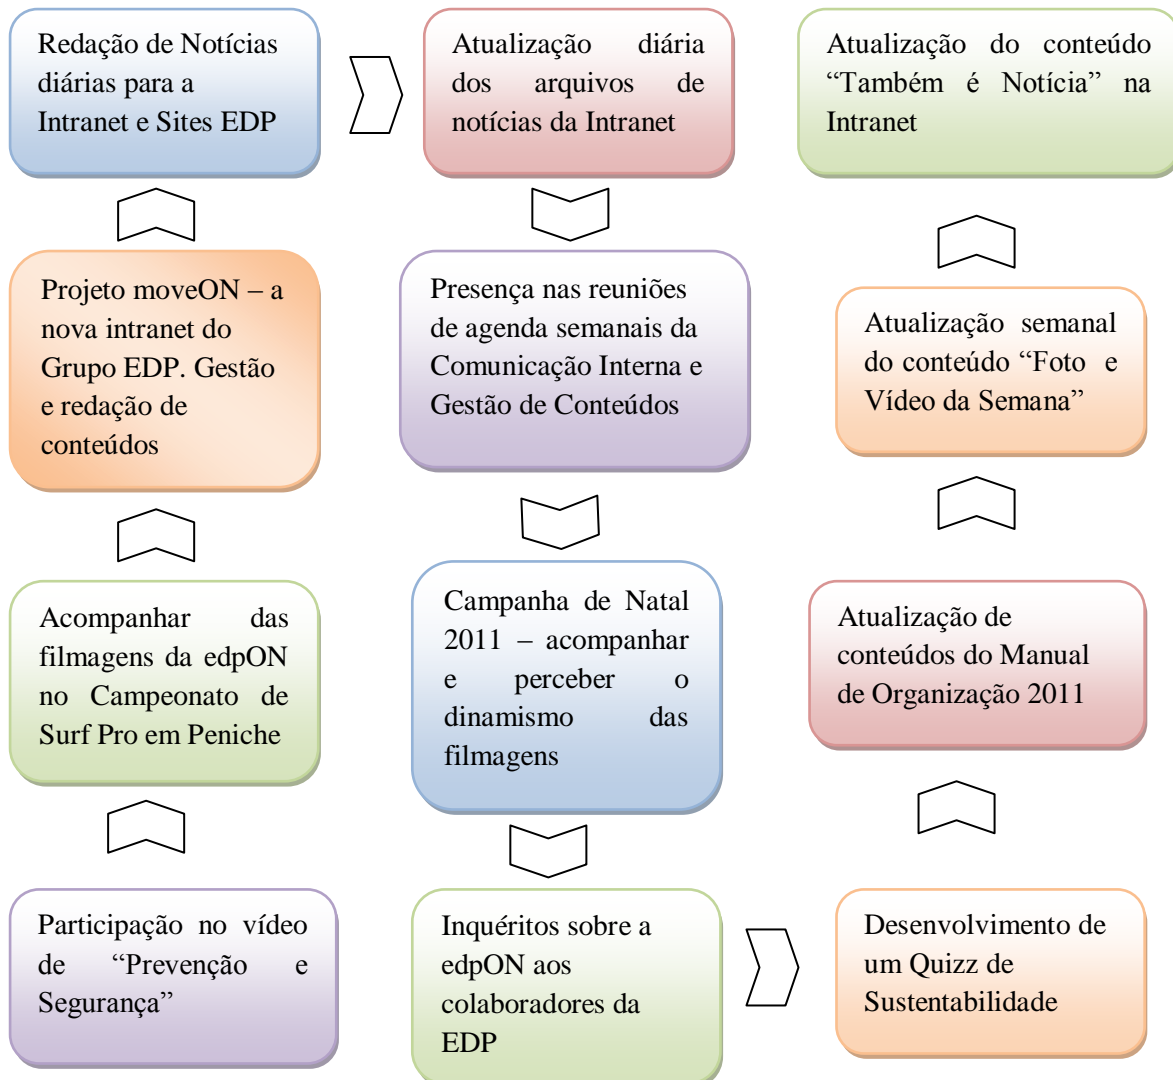 Redação de Notícias
diárias para a
Intranet e Sites EDP
Atualização diária
dos arquivos de
notícias da Intranet
Atualização do conteúdo
“Também é Notícia” na
Intranet
Projeto moveON – a
nova intranet do
Grupo EDP. Gestão
e redação de
conteúdos
Presença nas reuniões
de agenda semanais da
Comunicação Interna e
Gestão de Conteúdos
Atualização semanal
do conteúdo “Foto e
Vídeo da Semana”
Acompanhar das
filmagens da edpON
no Campeonato de
Surf Pro em Peniche
Campanha de Natal
2011 – acompanhar
e perceber o
dinamismo das
filmagens
Atualização de
conteúdos do Manual
de Organização 2011
Participação no vídeo
de “Prevenção e
Segurança”
Inquéritos sobre a
edpON aos
colaboradores da
EDP
Desenvolvimento de
um Quizz de
Sustentabilidade